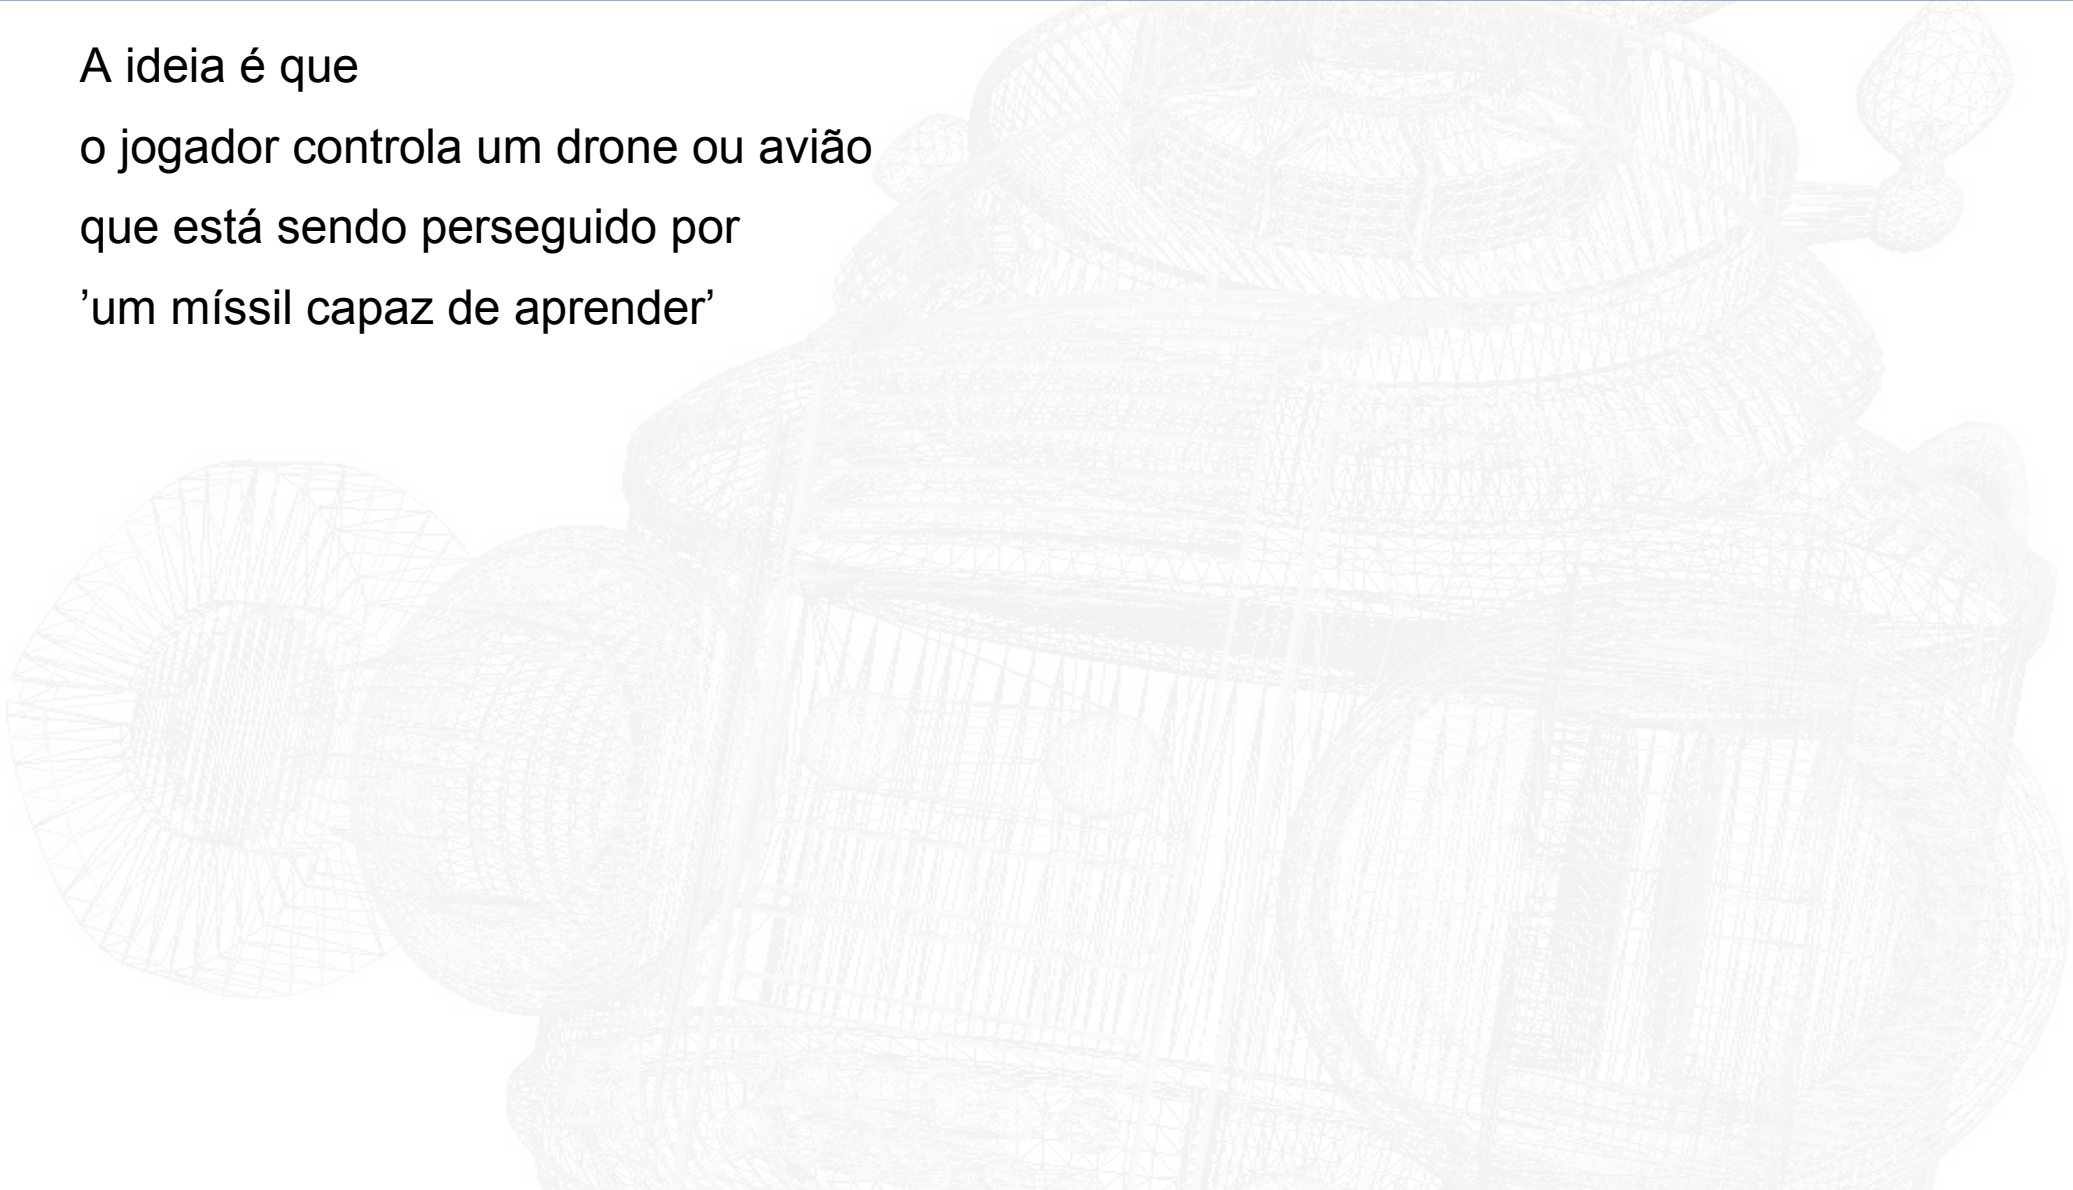 A ideia é que
o jogador controla um drone ou avião
que está sendo perseguido por
’um míssil capaz de aprender’